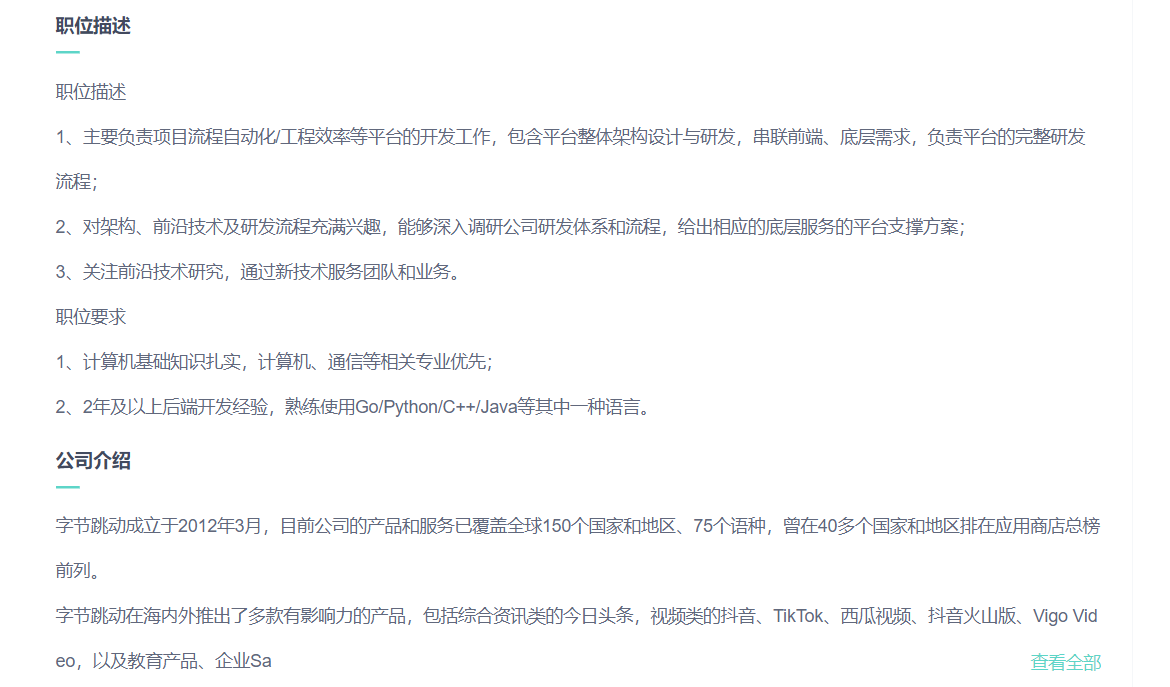 职位描述
职位描述
1、主要负责项目流程自动化/工程效率等平台的开发工作，包含平台整体架构设计与研发，串联前端、底层需求，负责平台的完整研发
流程；
2、对架构、前沿技术及研发流程充满兴趣，能够深入调研公司研发体系和流程，给出相应的底层服务的平台支撑方案；
3、关注前沿技术研究，通过新技术服务团队和业务。
职位要求
1、计算机基础知识扎实，计算机、通信等相关专业优先；
2、2年及以上后端开发经验，熟练使用Go/Python/C++/Java等其中一种语言。
公司介绍
字节跳动成立于2012年3月，目前公司的产品和服务已覆盖全球150个国家和地区、75个语种，曾在40多个国家和地区排在应用商店总榜
前列。
字节跳动在海内外推出了多款有影响力的产品，包括综合资讯类的今日头条，视频类的抖音、TikTok、西瓜视频、抖音火山版、Vigo Vid
eo，以及教育产品、企业Sa
查看全部